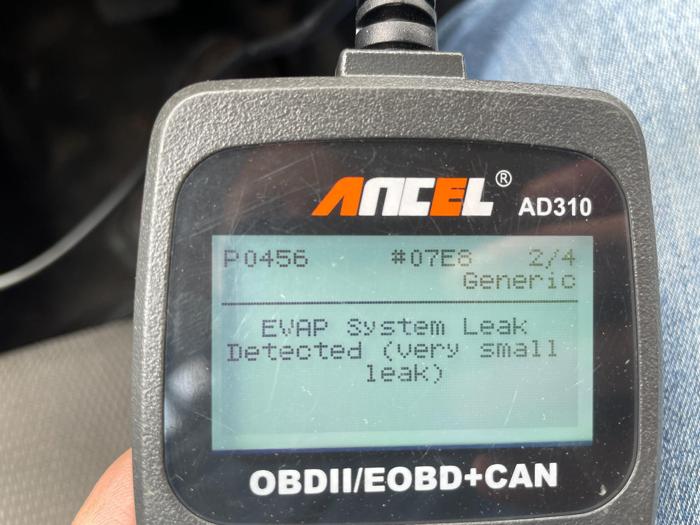 ANCEL® AD310
P0456 #07E8 2/4
Generic
EVAP System Leak
Detected (very small
leak)
OBDII/EOBD+CAN